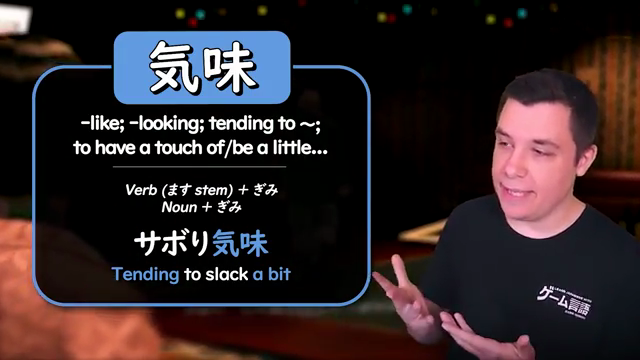 気味
-like; -looking; tending to ～;
to have a touch of/be a little...
Verb (ます stem) + ぎみ
Noun + ぎみ
サボり気味
Tending to slack a bit
ゲーム言語